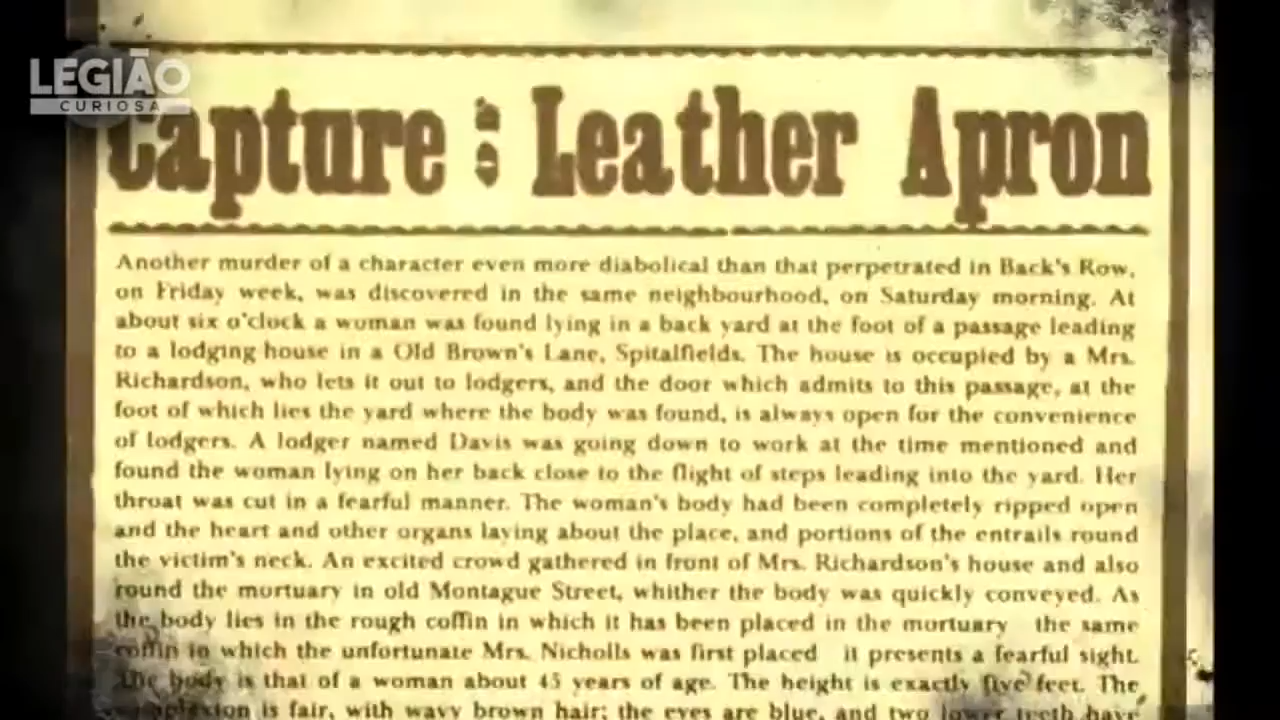 LEGIÃO
CURIOSA
Capture : Leather Apron
Another murder of a character even more diabolical than that perpetrated in Back's Row,
on Friday week, was discovered in the same neighbourhood, on Saturday morning. At
about six o'clock a woman was found lying in a back yard at the foot of a passage leading
to a lodging-house in a Old Brown's Lane, Spitalfields. The house is occupied by a Mrs.
Richardson, who lets it out to lodgers, and the door which admits to this passage, at the
foot of which lies the yard where the body was found, is always open for the convenience
of lodgers. A lodger named Davis was going down to work at the time mentioned and
found the woman lying on her back close to the flight of steps leading into the yard. Her
throat was cut in a fearful manner. The woman's body had been completely ripped open
and the heart and other organs laying about the place, and portions of the entrails round
the victim's neck. An excited crowd gathered in front of Mrs. Richardson's house and also
round the mortuary in old Montague Street, whither the body was quickly conveyed. As
the body lies in the rough coffin in which it has been placed in the mortuary the same
coffin in which the unfortunate Mrs. Nicholls was first placed it presents a fearful sight.
The body is that of a woman about 45 years of age. The height is exactly five feet. The
complexion is fair, with wavy brown hair; the eyes are blue, and two lower teeth have